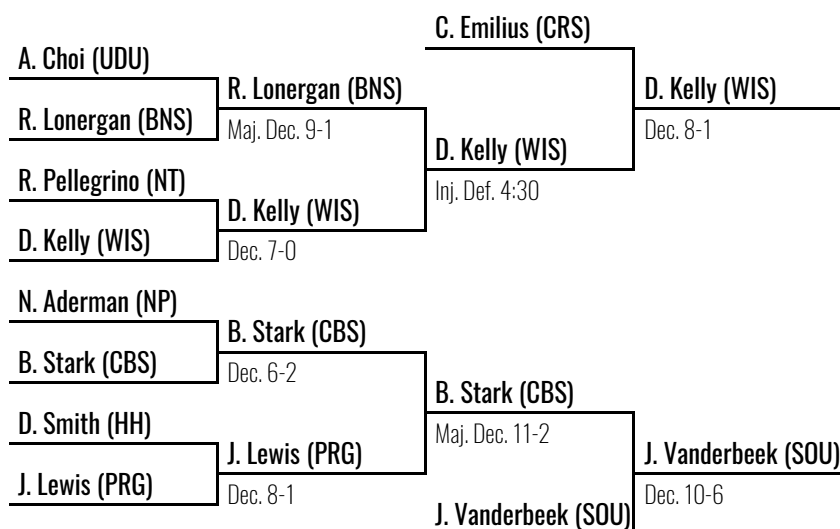 C. Emilius (CRS)
A. Choi (UDU)
R. Lonergan (BNS)
D. Kelly (WIS)
R. Lonergan (BNS)
Maj. Dec. 9-1
Dec. 8-1
D. Kelly (WIS)
R. Pellegrino (NT)
Inj. Def. 4:30
D. Kelly (WIS)
D. Kelly (WIS)
Dec. 7-0
N. Aderman (NP)
B. Stark (CBS)
B. Stark (CBS)
Dec. 6-2
B. Stark (CBS)
D. Smith (HH)
Maj. Dec. 11-2
J. Lewis (PRG)
J. Vanderbeek (SOU)
J. Lewis (PRG)
Dec. 8-1
Dec. 10-6
J. Vanderbeek (SOU)